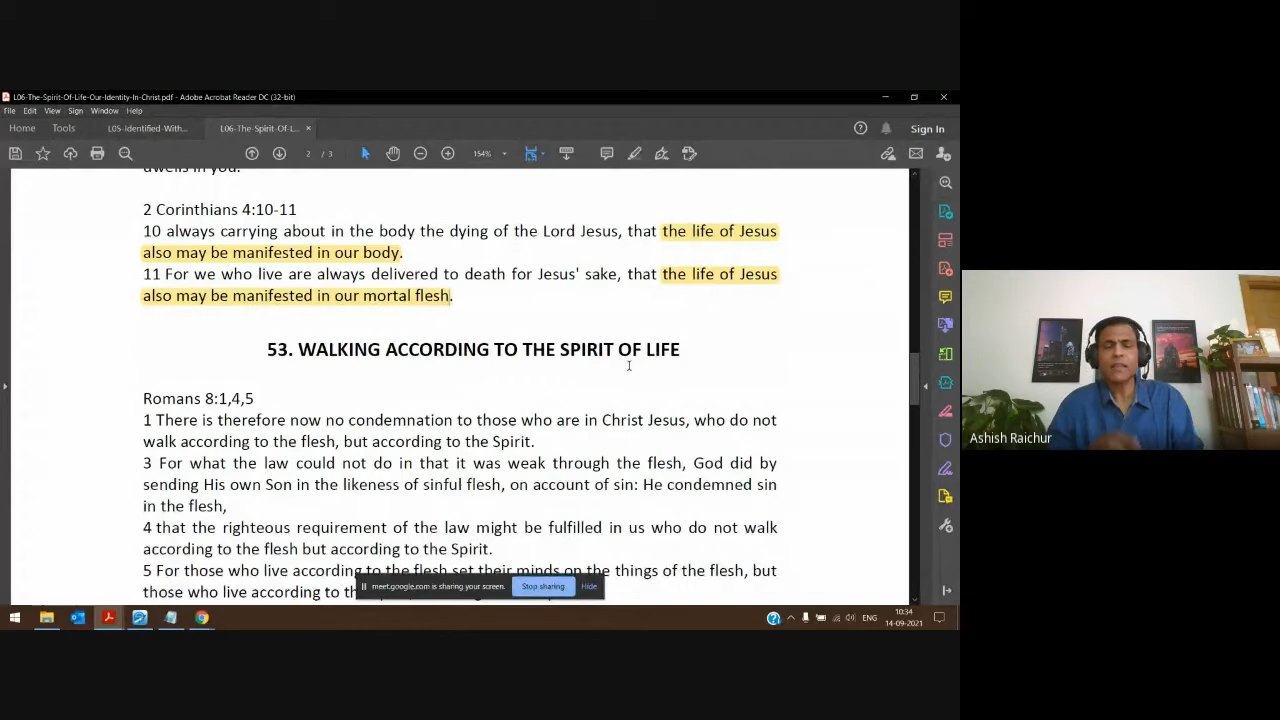 L06-The-Spirit-Of-Life-Our-Identity-In-Christ.pdf - Adobe Acrobat Reader DC (32-bit)
File Edit View Sign Window Help
Home Tools L05-Identified-With... L06-The-Spirit-Of-L... × Sign In
2 / 3 154%
dwells in you.
2 Corinthians 4:10-11
10 always carrying about in the body the dying of the Lord Jesus, that the life of Jesus
also may be manifested in our body.
11 For we who live are always delivered to death for Jesus' sake, that the life of Jesus
also may be manifested in our mortal flesh.
53. WALKING ACCORDING TO THE SPIRIT OF LIFE
Romans 8:1,4,5
1 There is therefore now no condemnation to those who are in Christ Jesus, who do not
walk according to the flesh, but according to the Spirit.
3 For what the law could not do in that it was weak through the flesh, God did by
sending His own Son in the likeness of sinful flesh, on account of sin: He condemned sin
in the flesh,
4 that the righteous requirement of the law might be fulfilled in us who do not walk
according to the flesh but according to the Spirit.
5 For those who live according to the flesh set their minds on the things of the flesh, but
those who live according to th
meet.google.com is sharing your screen. Stop sharing Hide
Ashish Raichur
ENG
10:34
14-09-2021